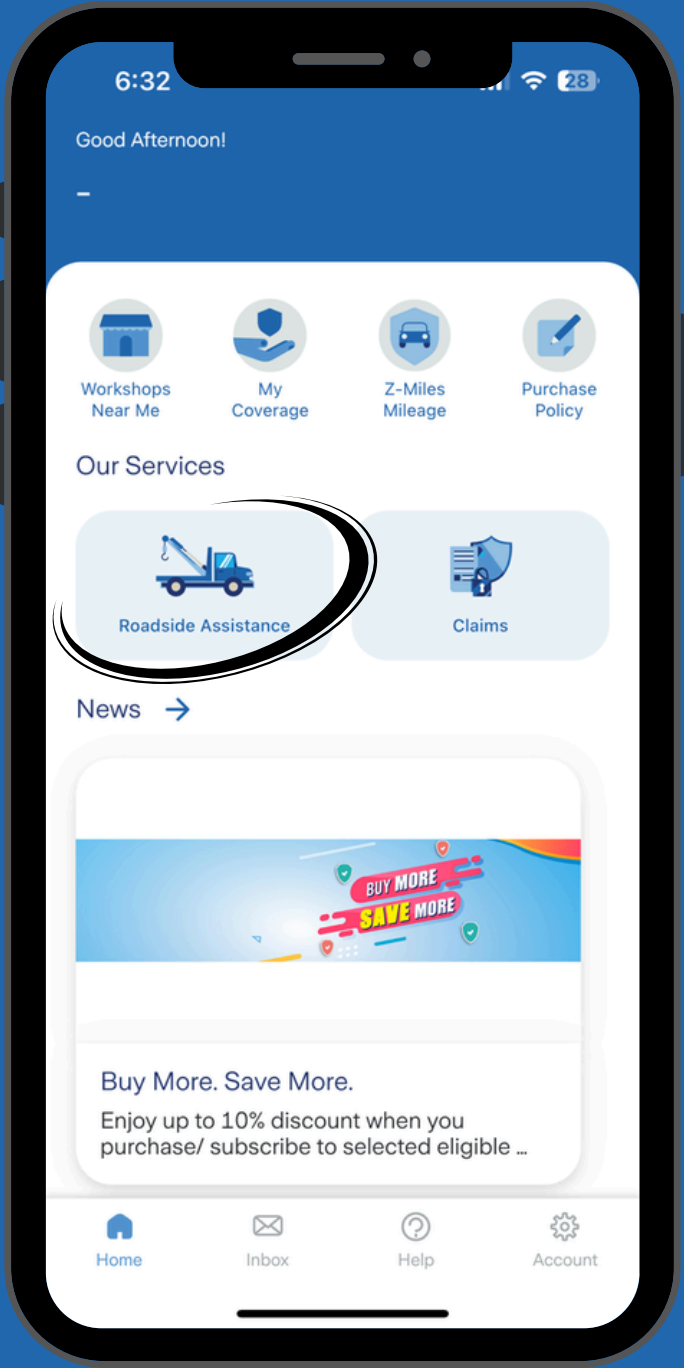 6:32
28
Good Afternoon!
-
Workshops
Near Me
My
Coverage
Z-Miles
Mileage
Purchase
Policy
Our Services
Roadside Assistance
Claims
News
BUY MORE
SAVE MORE
Buy More. Save More.
Enjoy up to 10% discount when you
purchase/ subscribe to selected eligible ...
Home
Inbox
Help
Account